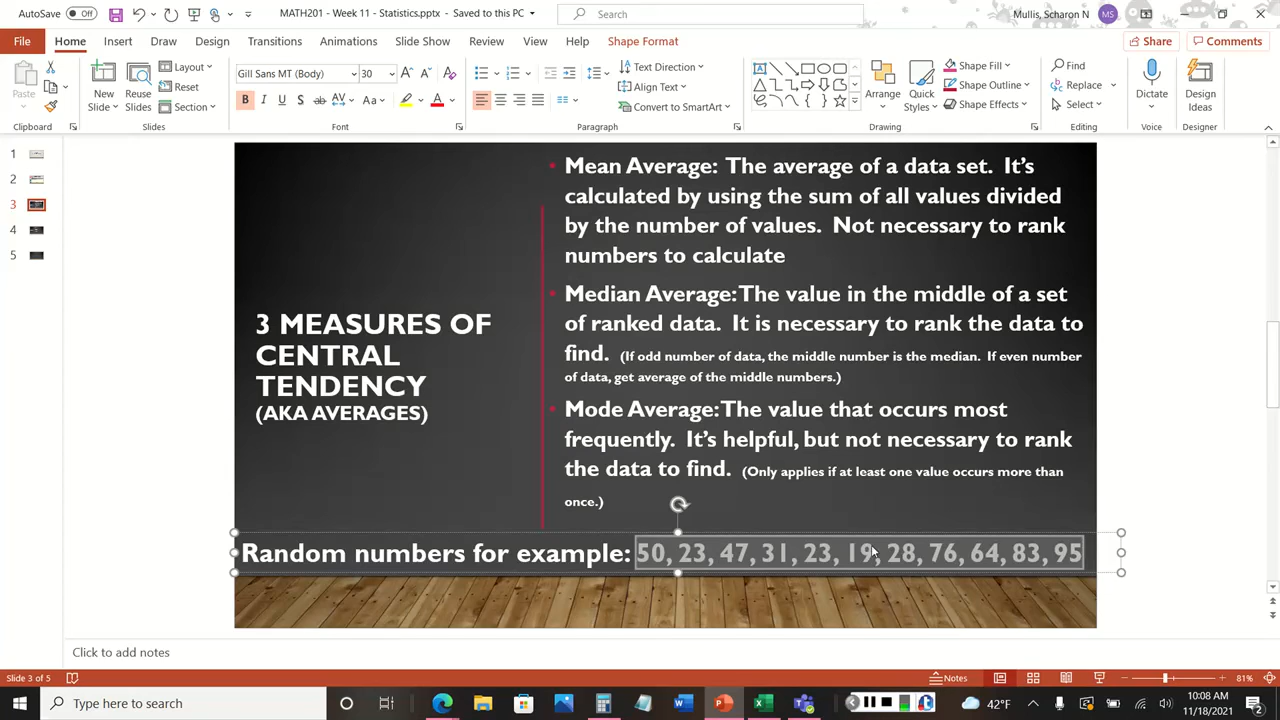 AutoSave Off MATH201 - Week 11 - Statistics.pptx - Saved to this PC Search Mullis, Scharon N MS
File Home Insert Draw Design Transitions Animations Slide Show Review View Help Shape Format Share Comments
Paste
Clipboard
New Slide
Reuse Slides
Layout
Reset
Section
Slides
Gill Sans MT (Body) 30
B I U S ab AV Aa A
Font
Text Direction
Align Text
Convert to SmartArt
Paragraph
Arrange
Quick Styles
Shape Fill
Shape Outline
Shape Effects
Drawing
Find
Replace
Select
Editing
Dictate
Voice
Design Ideas
Designer
1
2
3
4
5
3 MEASURES OF
CENTRAL
TENDENCY
(AKA AVERAGES)
• Mean Average: The average of a data set. It's
calculated by using the sum of all values divided
by the number of values. Not necessary to rank
numbers to calculate
• Median Average: The value in the middle of a set
of ranked data. It is necessary to rank the data to
find. (If odd number of data, the middle number is the median. If even number
of data, get average of the middle numbers.)
• Mode Average: The value that occurs most
frequently. It's helpful, but not necessary to rank
the data to find. (Only applies if at least one value occurs more than
once.)
Random numbers for example: 50, 23, 47, 31, 23, 19, 28, 76, 64, 83, 95
Click to add notes
Slide 3 of 5 Notes 81%
Type here to search 42°F 10:08 AM
11/18/2021